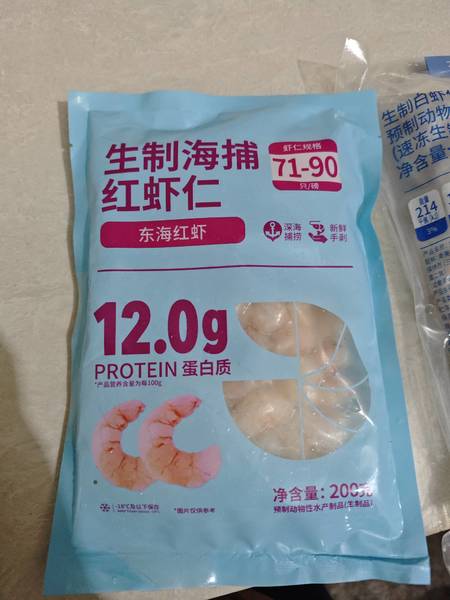 生制海捕
红虾仁
东海红虾
虾仁规格
71-90
只/磅
深海
捕捞
新鲜
手剥
12.0g
PROTEIN 蛋白质
*产品营养含量为每100g
-18℃及以下保存
*图片仅供参考
净含量：200克
预制动物性水产制品(生制品)
生制白虾
预制动物
(速冻生
净含量
214
3%